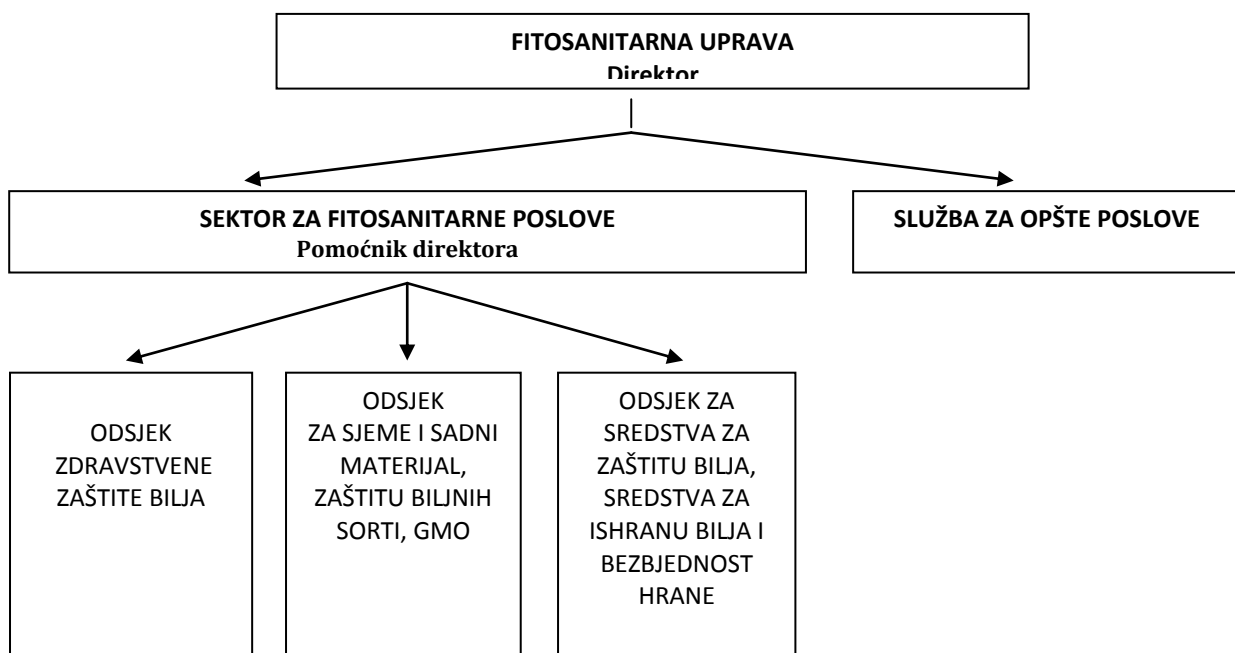 FITOSANITARNA UPRAVA
Direktor
SEKTOR ZA FITOSANITARNE POSLOVE
Pomoćnik direktora
SLUŽBA ZA OPŠTE POSLOVE
ODSJEK
ZDRAVSTVENE
ZAŠTITE BILJA
ODSJEK
ZA SJEME I SADNI
MATERIJAL,
ZAŠTITU BILJNIH
SORTI, GMO
ODSJEK ZA
SREDSTVA ZA
ZAŠTITU BILJA,
SREDSTVA ZA
ISHRANU BILJA I
BEZBJEDNOST
HRANE